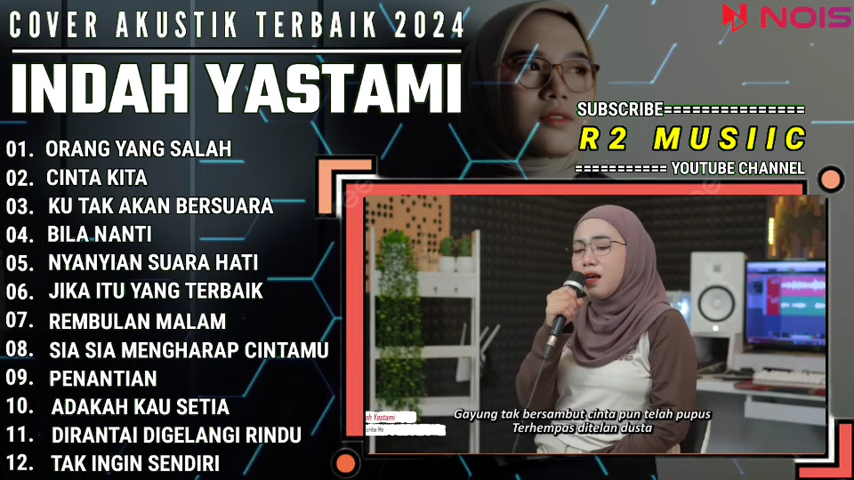 COVER AKUSTIK TERBAIK 2024
INDAH YASTAMI
NOIS
SUBSCRIBE===============
R2 MUSIIC
=========== YOUTUBE CHANNEL
01. ORANG YANG SALAH
02. CINTA KITA
03. KU TAK AKAN BERSUARA
04. BILA NANTI
05. NYANYIAN SUARA HATI
06. JIKA ITU YANG TERBAIK
07. REMBULAN MALAM
08. SIA SIA MENGHARAP CINTAMU
09. PENANTIAN
10. ADAKAH KAU SETIA
11. DIRANTAI DIGELANGI RINDU
12. TAK INGIN SENDIRI
Yastami
Me
Gayung tak bersambut cinta pun telah pupus
Terhempas ditelan dusta